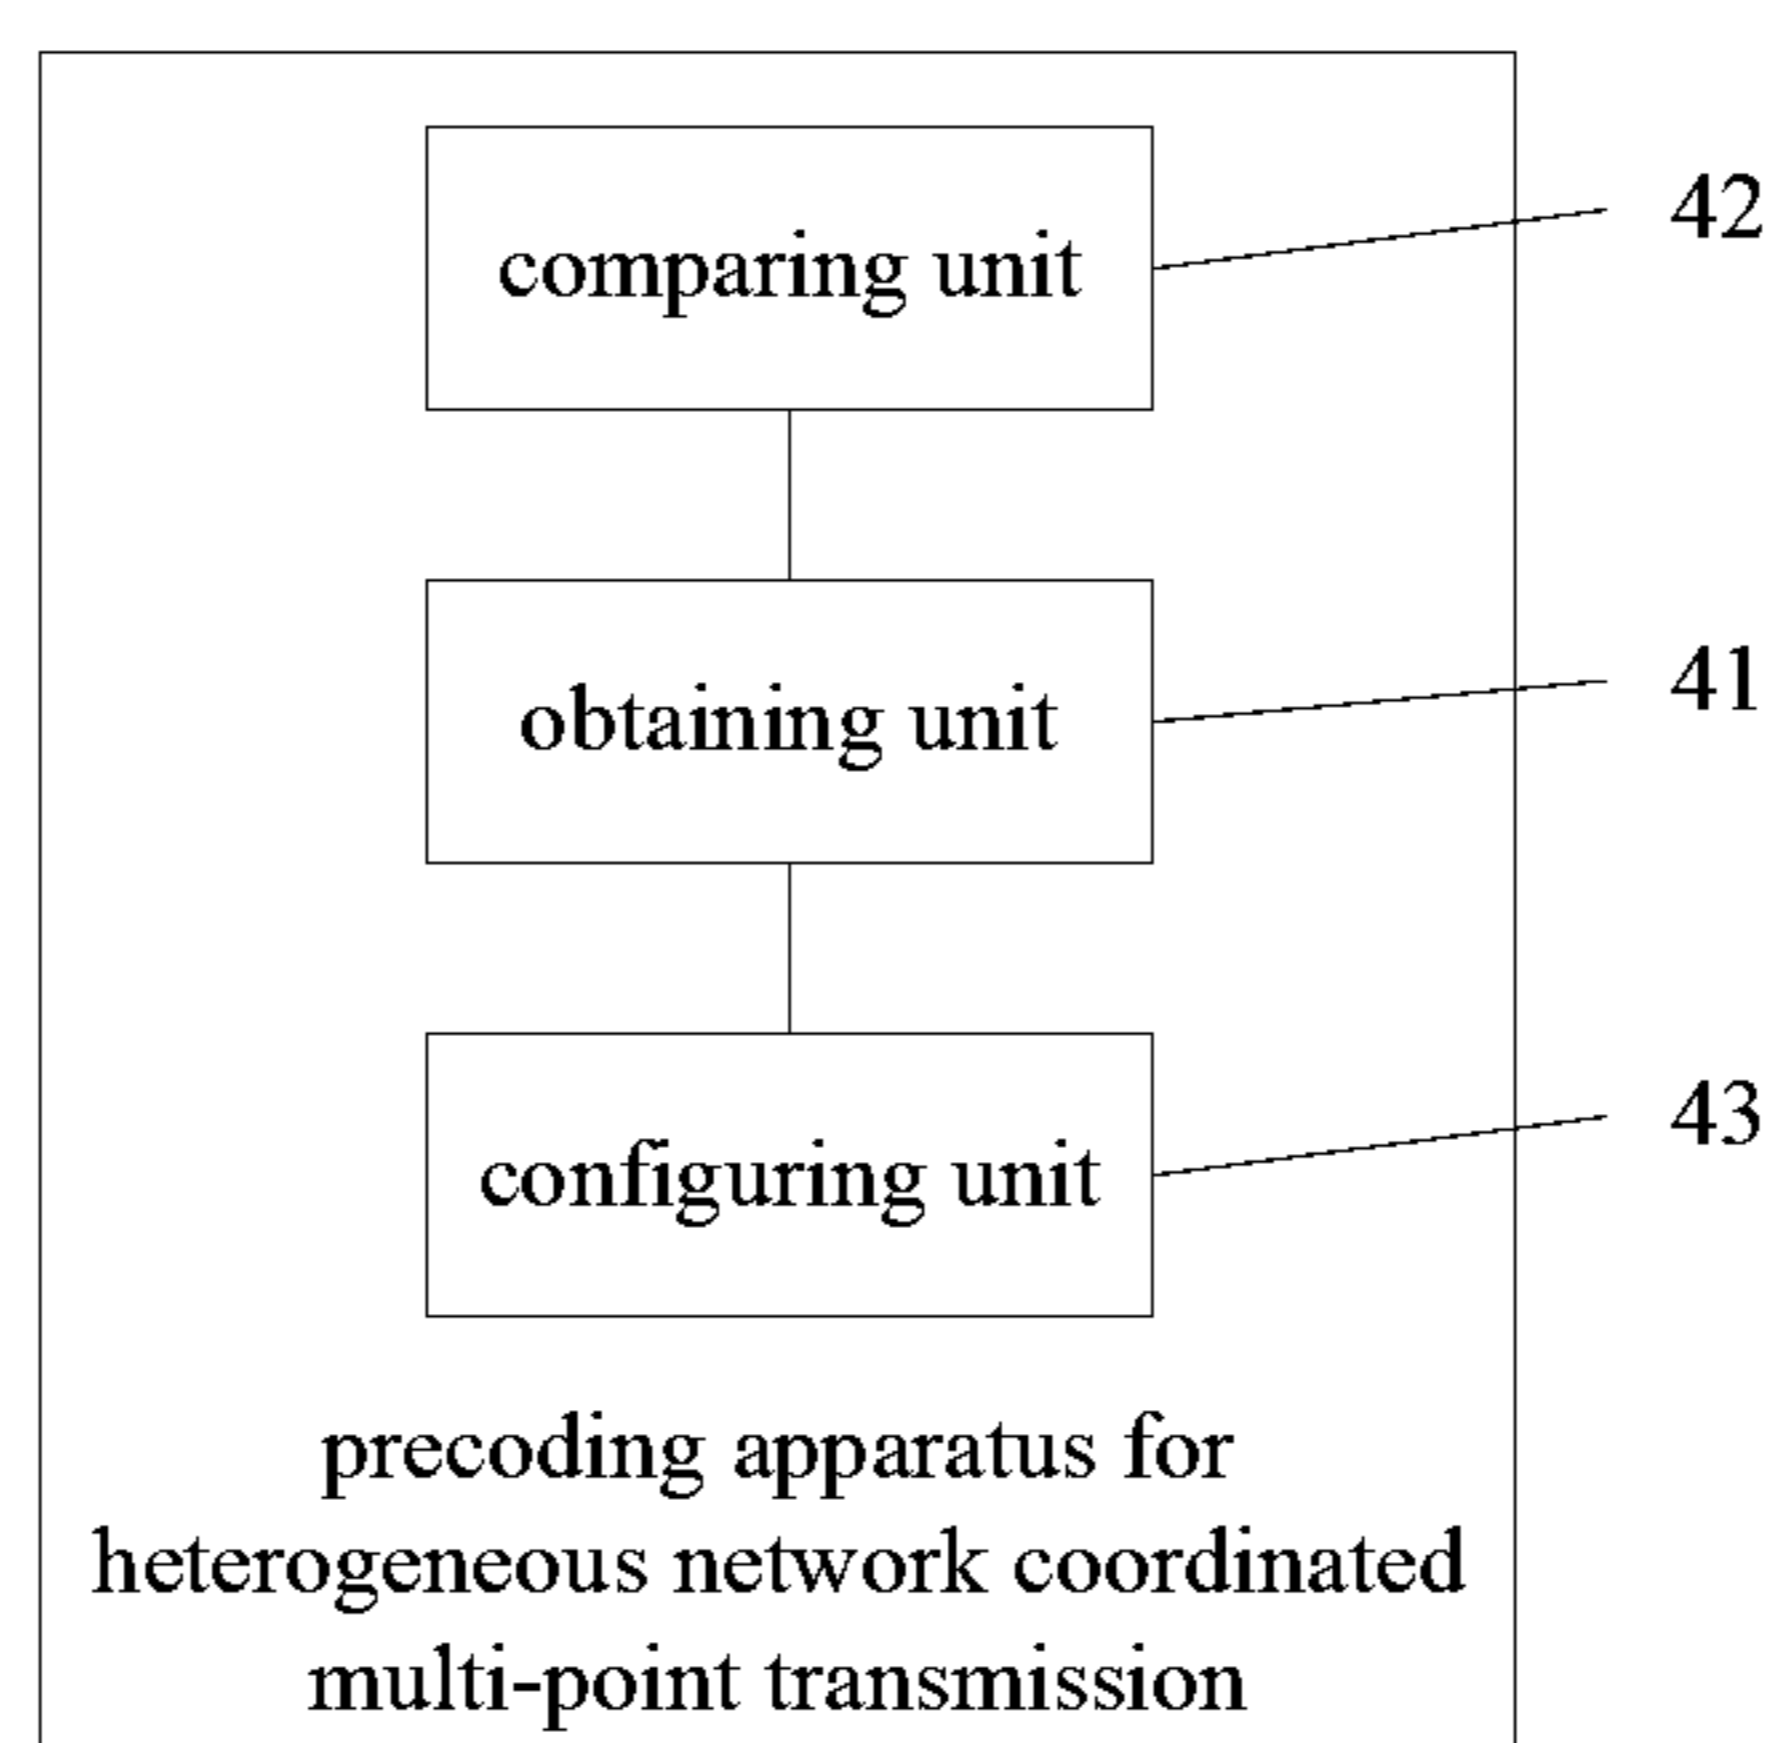 comparing unit
42
obtaining unit
41
configuring unit
43
precoding apparatus for
heterogeneous network coordinated
multi-point transmission